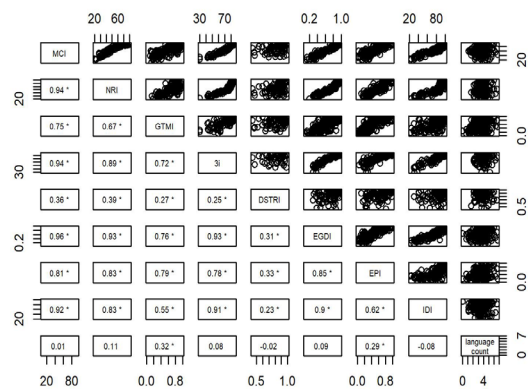 20 60 30 70 0.2 1.0 20 80
MCI 20
20 0.94 * NRI
0.75 * 0.67 * GTMI 0.0
30 0.94 * 0.89 * 0.72 * 3i
0.36 * 0.39 * 0.27 * 0.25 * DSTRI 0.5
0.2 0.96 * 0.93 * 0.76 * 0.93 * 0.31 * EGDI
0.81 * 0.83 * 0.79 * 0.78 * 0.33 * 0.85 * EPI 0.0
20 0.92 * 0.83 * 0.55 * 0.91 * 0.23 * 0.9 * 0.62 * IDI
0.01 0.11 0.32 * 0.08 -0.02 0.09 0.29 * -0.08 language
count 0 7
20 80 0.0 0.8 0.5 1.0 0.0 0.8 0 4